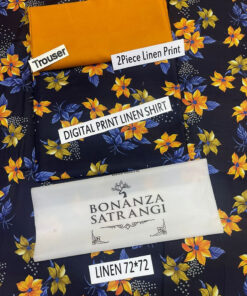 Trouser
2Piece Linen Print
DIGITAL PRINT LINEN SHIRT
BONANZA
SATRANGI
LINEN 72*72